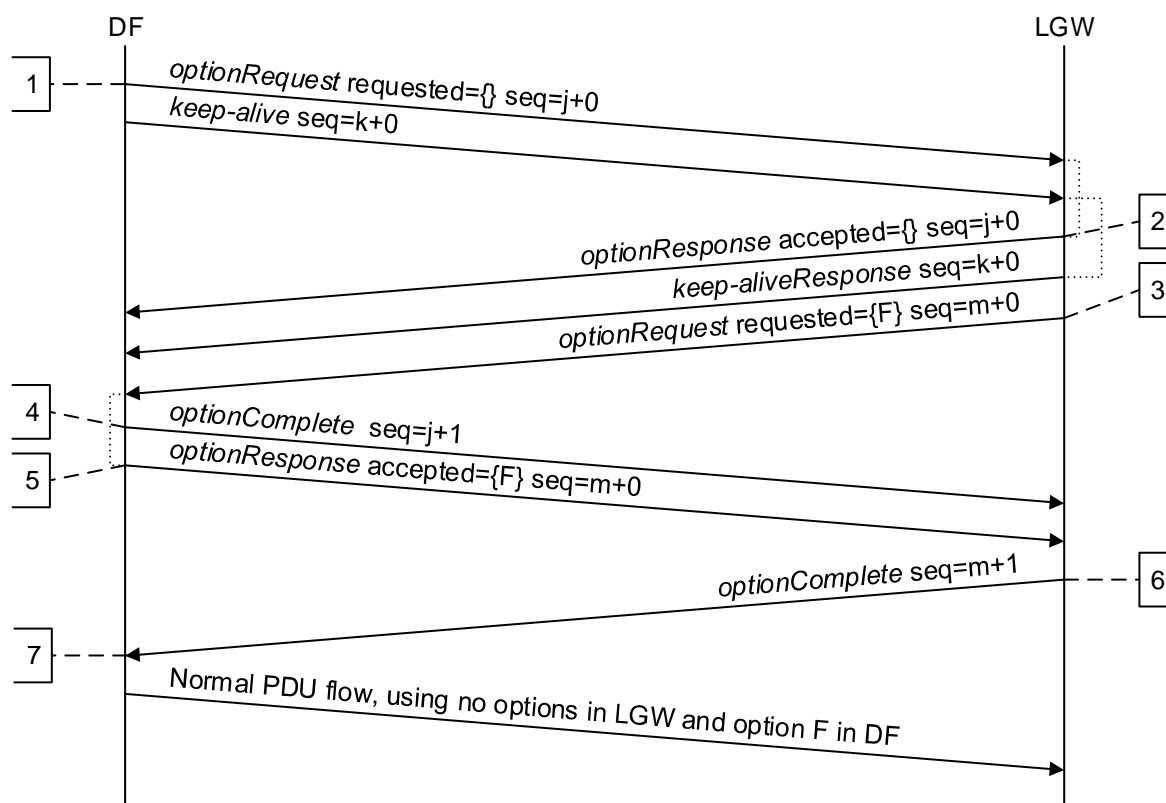 DF
LGW
1
optionRequest requested={} seq=j+0
keep-alive seq=k+0
2
optionResponse accepted={} seq=j+0
keep-aliveResponse seq=k+0
3
optionRequest requested={F} seq=m+0
4
optionComplete seq=j+1
5
optionResponse accepted={F} seq=m+0
optionComplete seq=m+1
6
7
Normal PDU flow, using no options in LGW and option F in DF